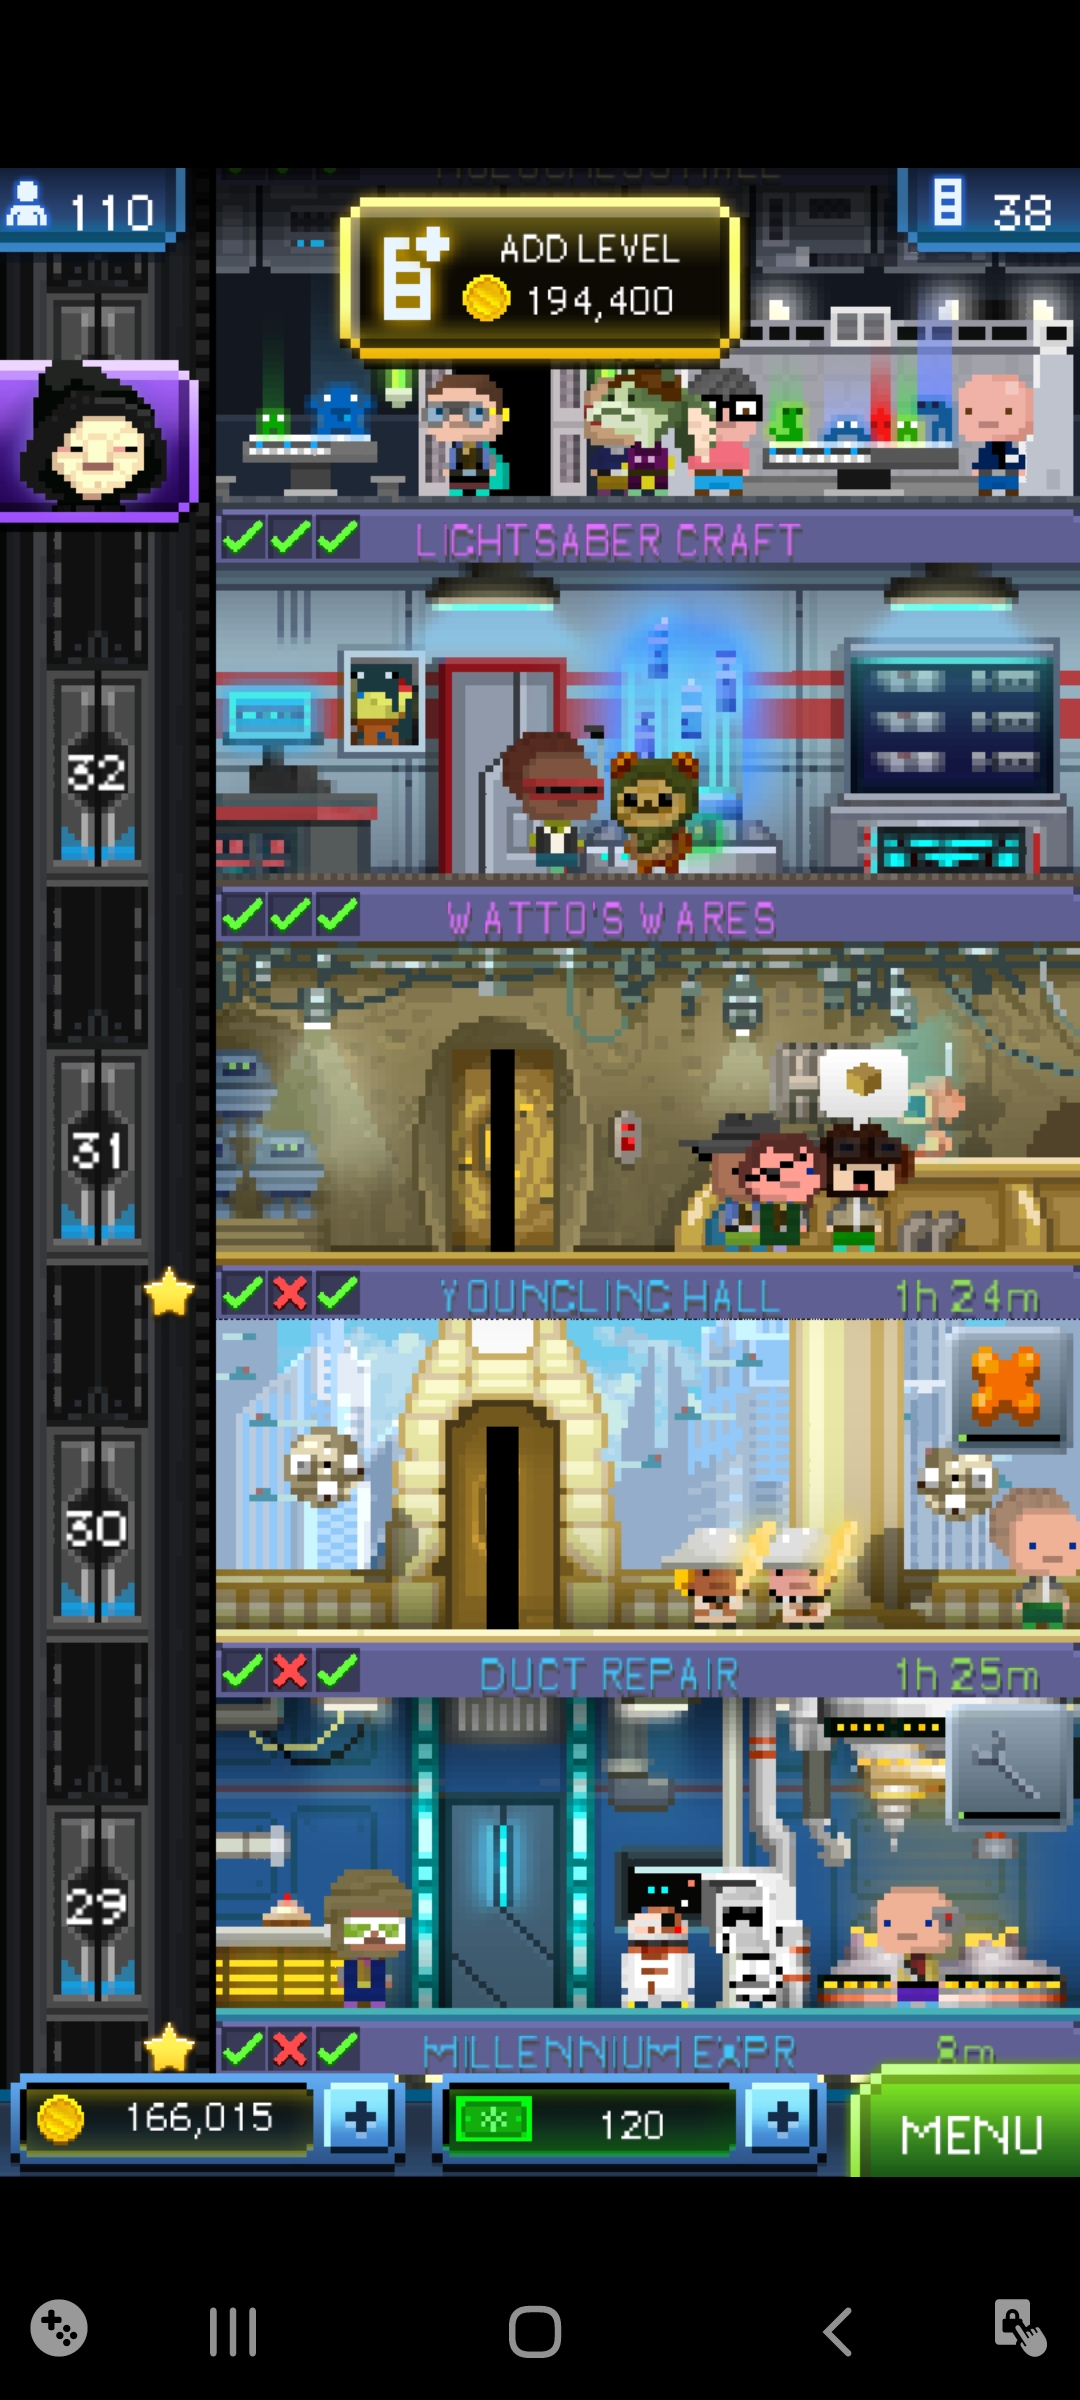 110
38
ADD LEVEL
194,400
LIGHTSABER CRAFT
32
WATTO'S WARES
31
YOUNGLING HALL 1h 24m
30
DUCT REPAIR 1h 25m
29
MILLENNIUM EXPR 8m
166,015
120
MENU